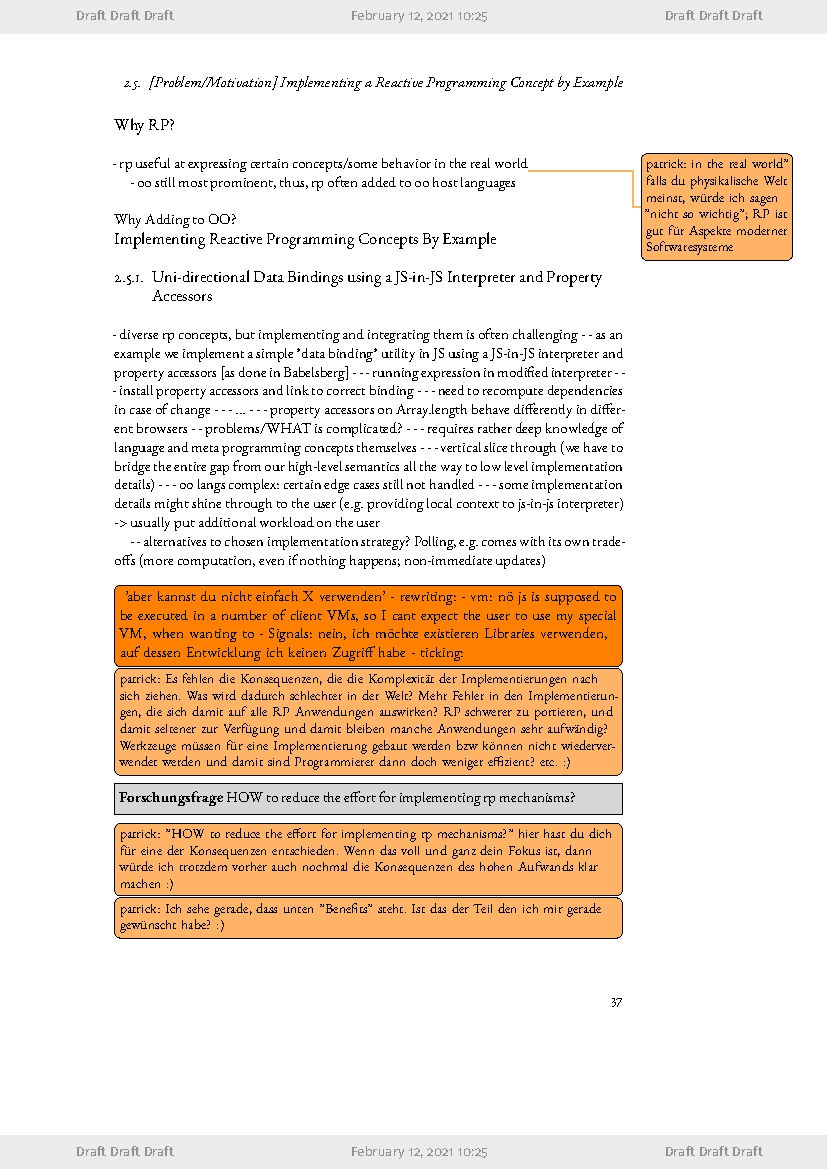 Draft Draft Draft February 12, 2021 10:25 Draft Draft Draft
2.5. [Problem/Motivation] Implementing a Reactive Programming Concept by Example
Why RP?
- rp useful at expressing certain concepts/some behavior in the real world
- oo still most prominent, thus, rp often added to oo host languages
patrick: in the real world"
falls du physikalische Welt
meinst, würde ich sagen
"nicht so wichtig"; RP ist
gut für Aspekte moderner
Softwaresysteme
Why Adding to OO?
Implementing Reactive Programming Concepts By Example
2.5.1. Uni-directional Data Bindings using a JS-in-JS Interpreter and Property
Accessors
- diverse rp concepts, but implementing and integrating them is often challenging - - as an
example we implement a simple "data binding" utility in JS using a JS-in-JS interpreter and
property accessors [as done in Babelsberg] - - - running expression in modified interpreter - -
- install property accessors and link to correct binding - - - need to recompute dependencies
in case of change - - - ... - - - property accessors on Array.length behave differently in differ-
ent browsers - - problems/WHAT is complicated? - - - requires rather deep knowledge of
language and meta programming concepts themselves - - - vertical slice through (we have to
bridge the entire gap from our high-level semantics all the way to low level implementation
details) - - - oo langs complex: certain edge cases still not handled - - - some implementation
details might shine through to the user (e.g. providing local context to js-in-js interpreter)
-> usually put additional workload on the user
- - alternatives to chosen implementation strategy? Polling, e.g. comes with its own trade-
offs (more computation, even if nothing happens; non-immediate updates)
'aber kannst du nicht einfach X verwenden' - rewriting: - vm: nö js is supposed to
be executed in a number of client VMs, so I cant expect the user to use my special
VM, when wanting to - Signals: nein, ich möchte existieren Libraries verwenden,
auf dessen Entwicklung ich keinen Zugriff habe - ticking:
patrick: Es fehlen die Konsequenzen, die die Komplexität der Implementierungen nach
sich ziehen. Was wird dadurch schlechter in der Welt? Mehr Fehler in den Implementierun-
gen, die sich damit auf alle RP Anwendungen auswirken? RP schwerer zu portieren, und
damit seltener zur Verfügung und damit bleiben manche Anwendungen sehr aufwändig?
Werkzeuge müssen für eine Implementierung gebaut werden bzw können nicht wiederver-
wendet werden und damit sind Programmierer dann doch weniger effizient? etc. :)
Forschungsfrage HOW to reduce the effort for implementing rp mechanisms?
patrick: "HOW to reduce the effort for implementing rp mechanisms?" hier hast du dich
für eine der Konsequenzen entschieden. Wenn das voll und ganz dein Fokus ist, dann
würde ich trotzdem vorher auch nochmal die Konsequenzen des hohen Aufwands klar
machen :)
patrick: Ich sehe gerade, dass unten "Benefits" steht. Ist das der Teil den ich mir gerade
gewünscht habe? :)
37
Draft Draft Draft February 12, 2021 10:25 Draft Draft Draft